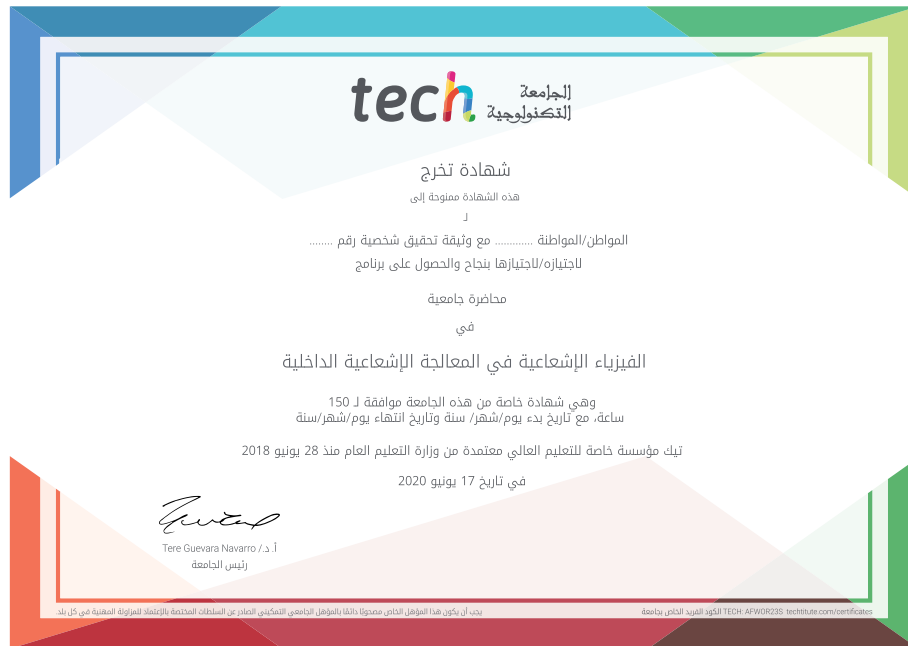 tech الجامعة
التكنولوجية
شهادة تخرج
هذه الشهادة ممنوحة إلى
لـ
المواطن/المواطنة ............ مع وثيقة تحقيق شخصية رقم ........
لاجتيازه/لاجتيازها بنجاح والحصول على برنامج
محاضرة جامعية
في
الفيزياء الإشعاعية في المعالجة الإشعاعية الداخلية
وهي شهادة خاصة من هذه الجامعة موافقة لـ 150
ساعة، مع تاريخ بدء يوم/شهر/ سنة وتاريخ انتهاء يوم/شهر/سنة
تيك مؤسسة خاصة للتعليم العالي معتمدة من وزارة التعليم العام منذ 28 يونيو 2018
في تاريخ 17 يونيو 2020
أ. د./ Tere Guevara Navarro
رئيس الجامعة
يجب أن يكون هذا المؤهل الخاص مصحوبًا دائمًا بالمؤهل الجامعي التمكيني الصادر عن السلطات المختصة بالإعتماد للمزاولة المهنية في كل بلد.
الكود الفريد الخاص بجامعة TECH: AFWOR23S techtitute.com/certificates